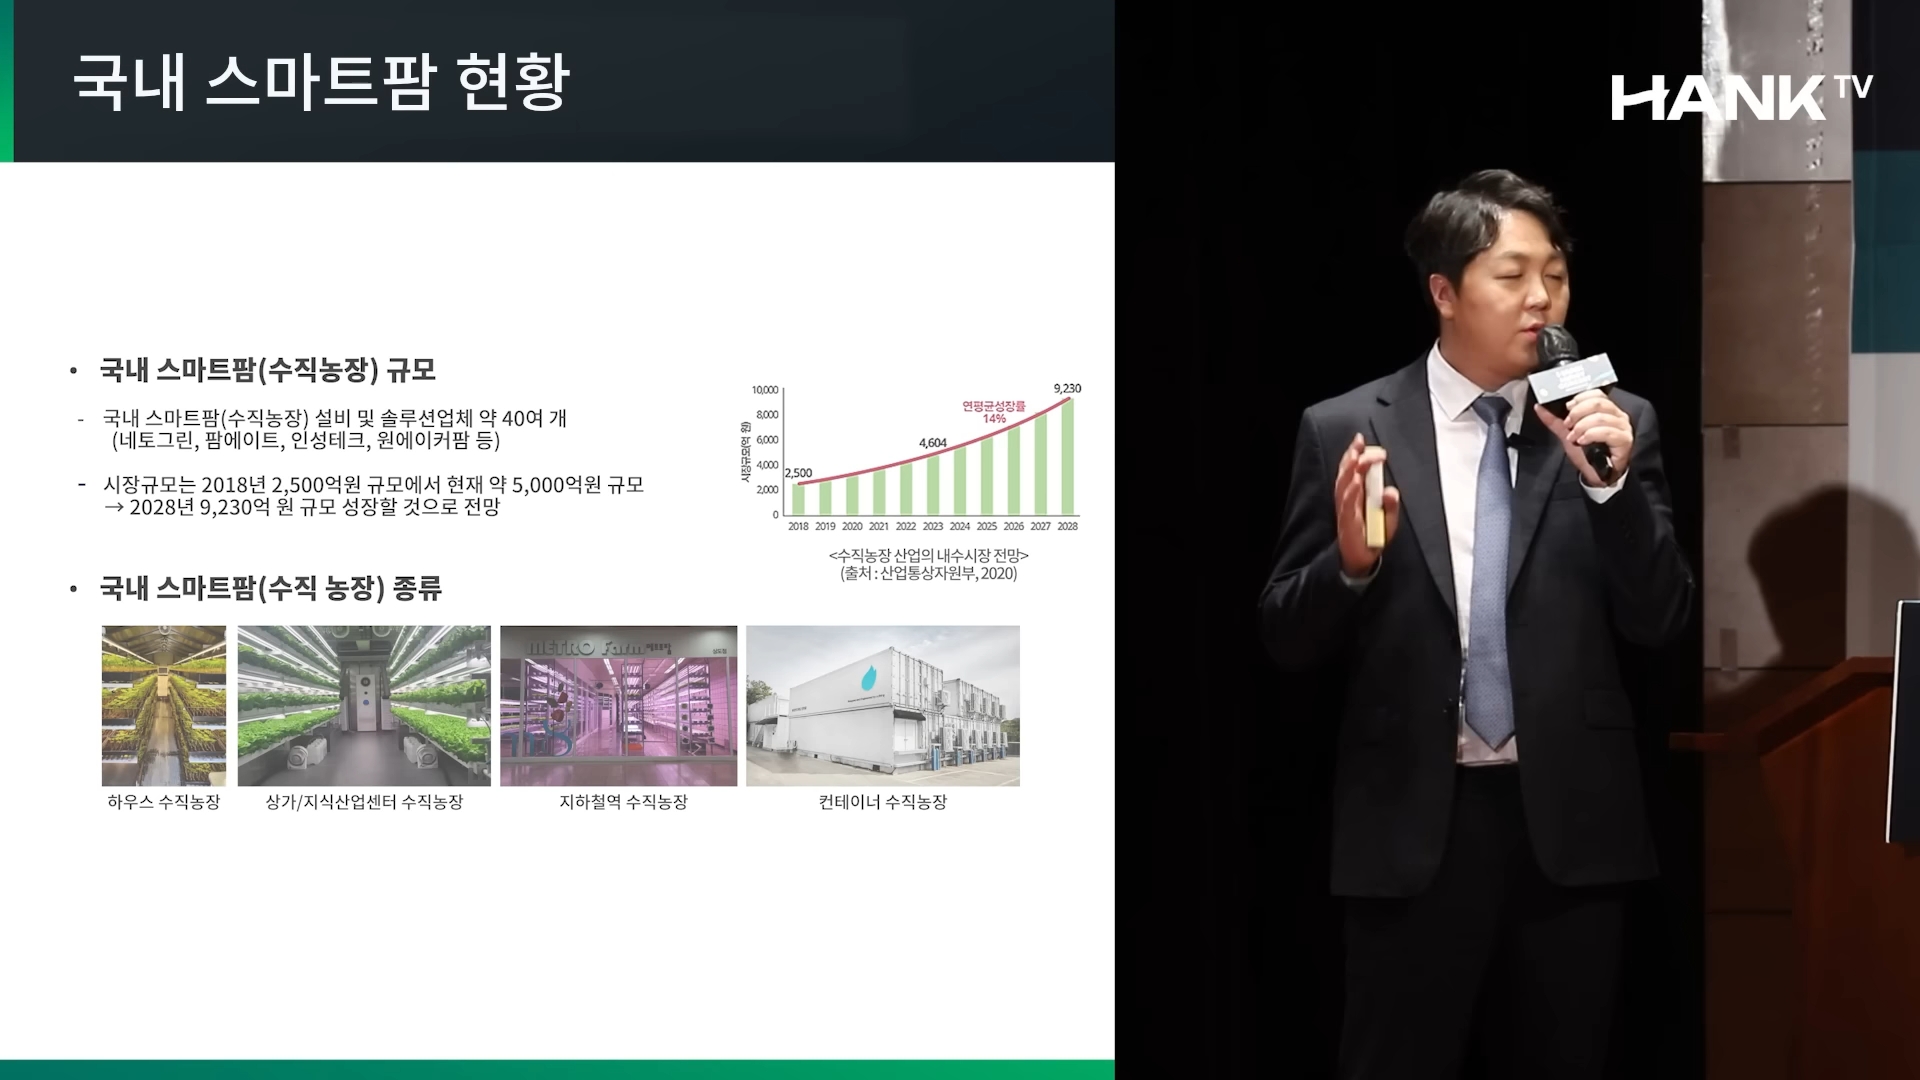 국내 스마트팜 현황
HANK TV
• 국내 스마트팜(수직농장) 규모
- 국내 스마트팜(수직농장) 설비 및 솔루션업체 약 40여 개
(네토그린, 팜에이트, 인성테크, 원에이커팜 등)
- 시장규모는 2018년 2,500억원 규모에서 현재 약 5,000억원 규모
→ 2028년 9,230억 원 규모 성장할 것으로 전망
시장규모(억 원)
10,000
8,000
6,000
4,000
2,000
0
2,500
4,604
연평균성장률
14%
9,230
2018 2019 2020 2021 2022 2023 2024 2025 2026 2027 2028
<수직농장 산업의 내수시장 전망>
(출처 : 산업통상자원부, 2020)
• 국내 스마트팜(수직 농장) 종류
METRO Farm 메트로팜
하우스 수직농장
상가/지식산업센터 수직농장
지하철역 수직농장
컨테이너 수직농장